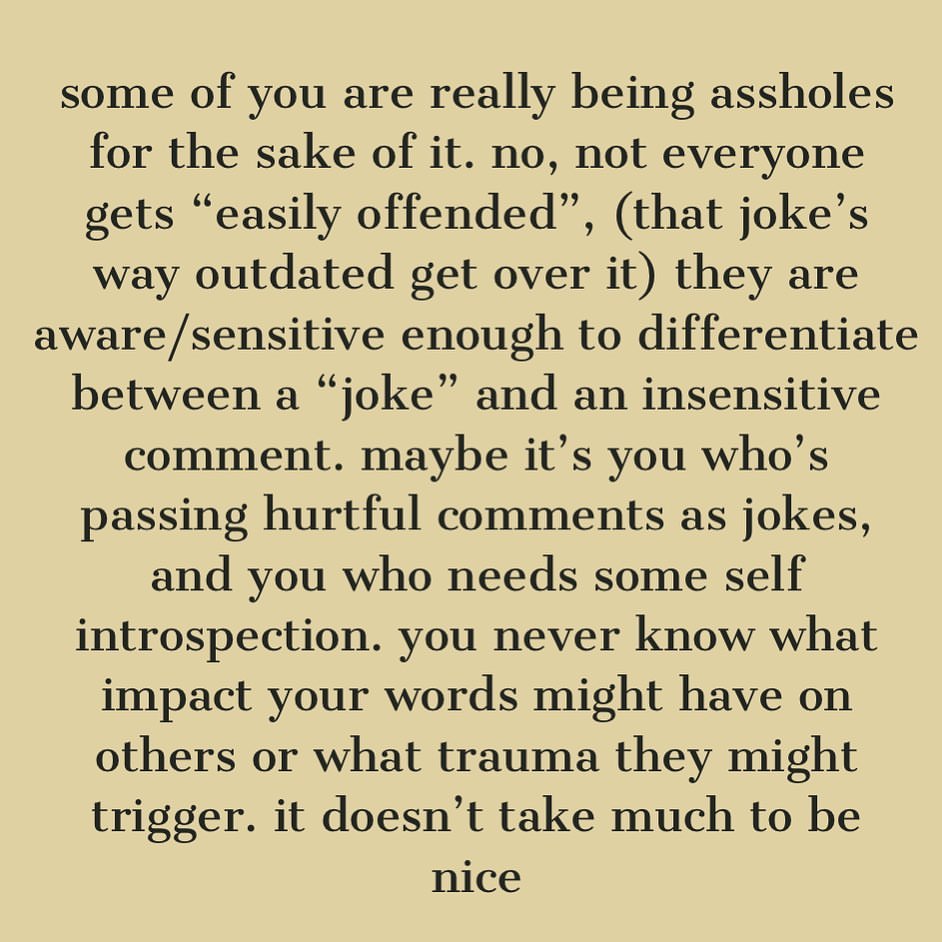 some of you are really being assholes
for the sake of it. no, not everyone
gets “easily offended”, (that joke’s
way outdated get over it) they are
aware/sensitive enough to differentiate
between a “joke” and an insensitive
comment. maybe it’s you who’s
passing hurtful comments as jokes,
and you who needs some self
introspection. you never know what
impact your words might have on
others or what trauma they might
trigger. it doesn’t take much to be
nice